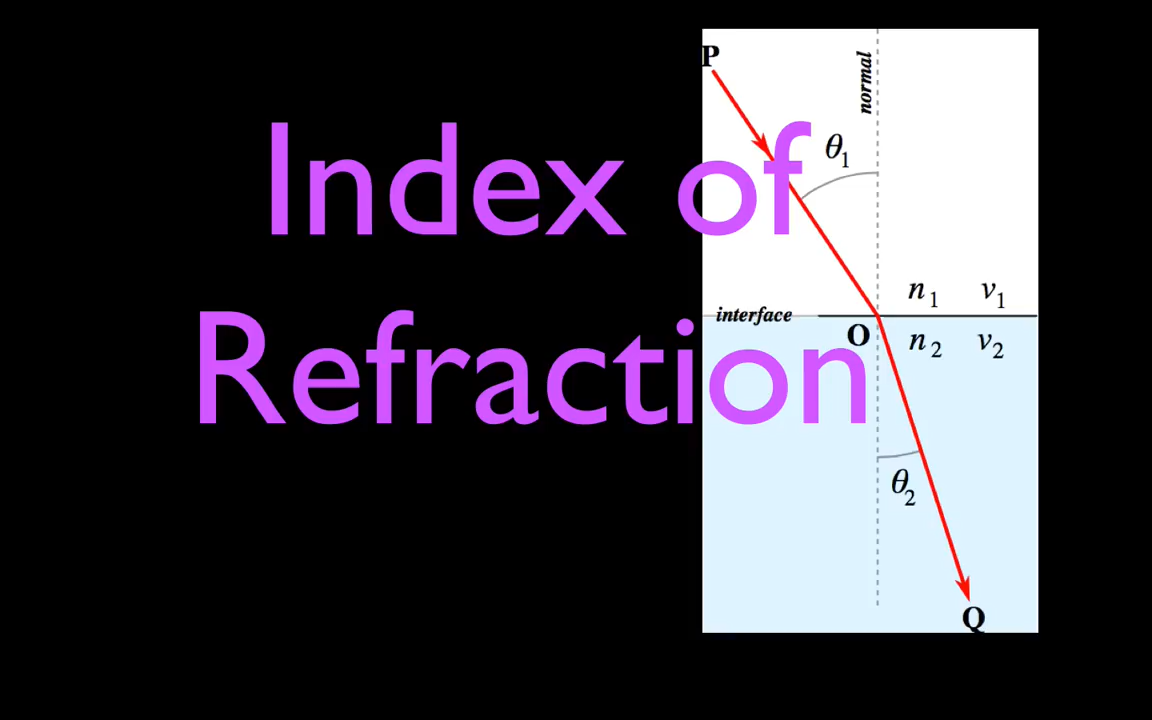 Index of
Refraction
P
normal
θ1
n1 v1
interface
O
n2 v2
θ2
Q